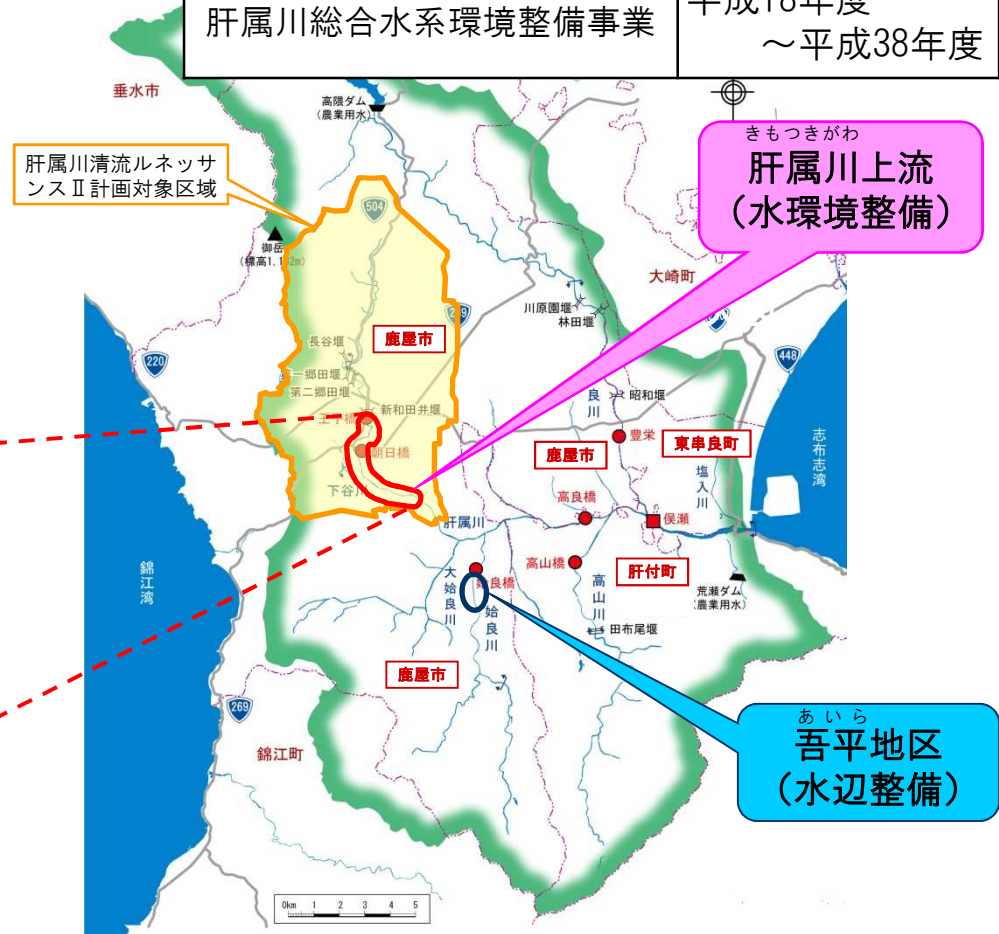 肝属川総合水系環境整備事業
平成18年度
～平成38年度
垂水市
高隈ダム
(農業用水)
きもつきがわ
肝属川上流
(水環境整備)
肝属川清流ルネッサ
ンスⅡ計画対象区域
504
御岳
大崎町
川原園堰
林田堰
鹿屋市
220
448
長谷堰
第二郷田堰
新和田井堰
昭和堰
朝日橋
豊栄
東串良町
鹿屋市
塩入川
志布志湾
下谷川
高良橋
俣瀬
肝属川
高山橋
肝付町
錦江湾
大姶良川
姶良川
高山川
荒瀬ダム
(農業用水)
田布尾堰
鹿屋市
269
錦江町
あいら
吾平地区
(水辺整備)
0km 1 2 3 4 5